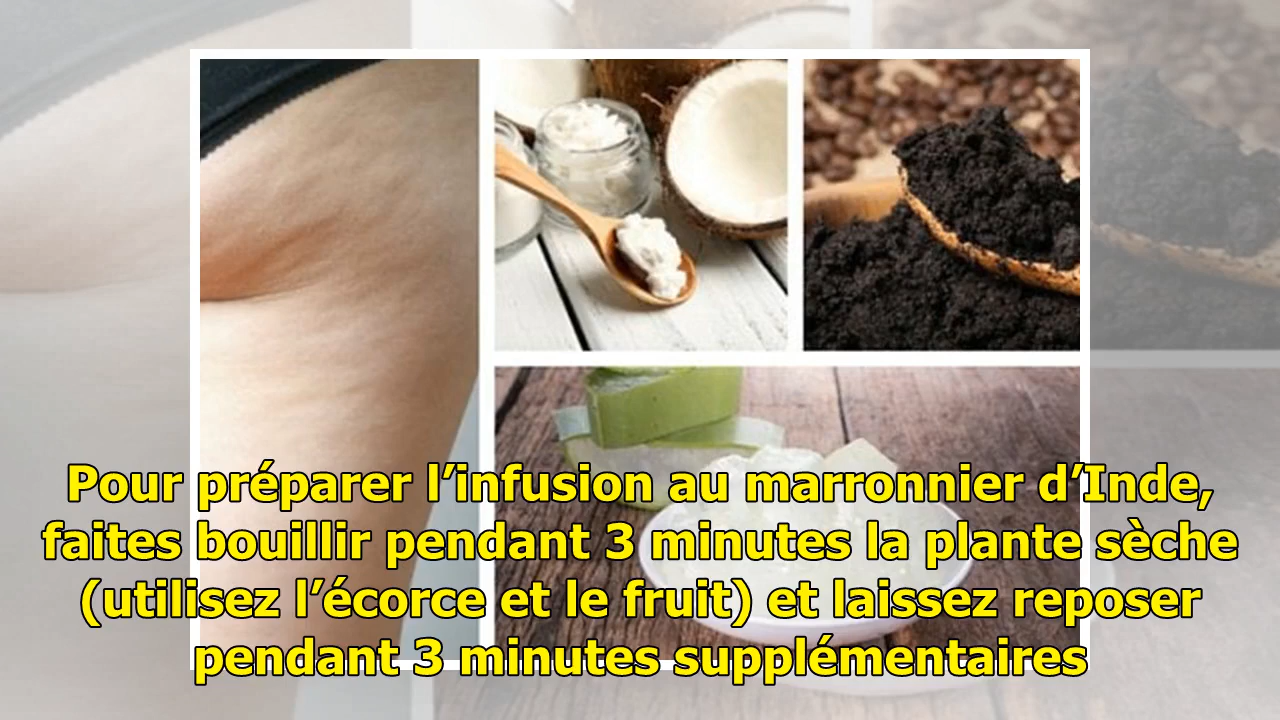 Pour préparer l’infusion au marronnier d’Inde,
faites bouillir pendant 3 minutes la plante sèche
(utilisez l’écorce et le fruit) et laissez reposer
pendant 3 minutes supplémentaires